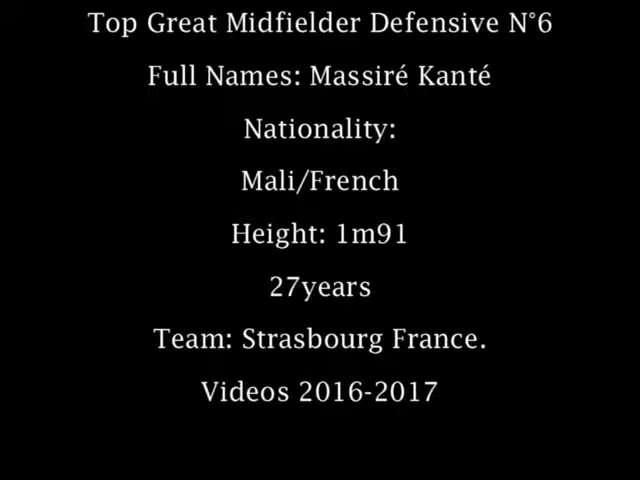 Top Great Midfielder Defensive N°6
Full Names: Massiré Kanté
Nationality:
Mali/French
Height: 1m91
27years
Team: Strasbourg France.
Videos 2016-2017